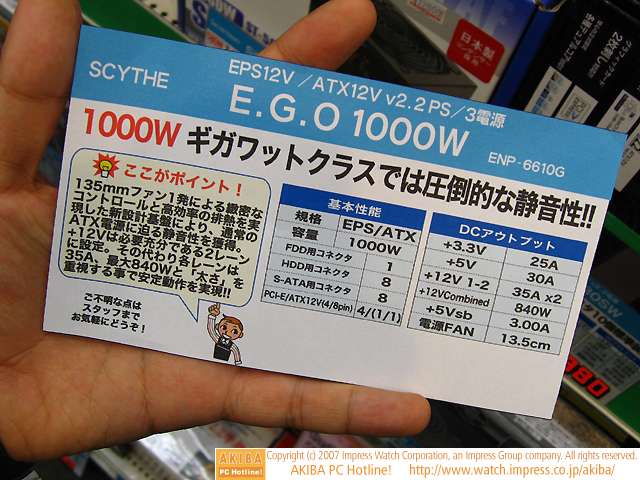 SCYTHE
EPS12V / ATX12V v2.2 PS/3電源
E.G.O 1000W
ENP-6610G
1000W ギガワットクラスでは圧倒的な静音性!!
ここがポイント!
135mmファン1発による緻密な
コントロールと高効率の排熱を実
現した新設計基盤により、通常の
ATX電源に迫る静音性を獲得。
+12Vは必要充分である2レーン
に設定。その代わり各レーンは
35A、最大840Wと「太さ」を
重視する事で安定動作を実現!!
ご不明な点は
スタッフまで
お気軽にどうぞ!
基本性能
規格 EPS/ATX
容量 1000W
FDD用コネクタ 1
HDD用コネクタ 8
S-ATA用コネクタ 8
PCI-E/ATX12V(4/8pin) 4/(1/1)
DCアウトプット
+3.3V 25A
+5V 30A
+12V 1-2 35A x2
+12VCombined 840W
+5Vsb 3.00A
電源FAN 13.5cm
日本製
AKIBA
PC Hotline!
Copyright (c) 2007 Impress Watch Corporation, an Impress Group company. All rights reserved.
AKIBA PC Hotline! http://www.watch.impress.co.jp/akiba/